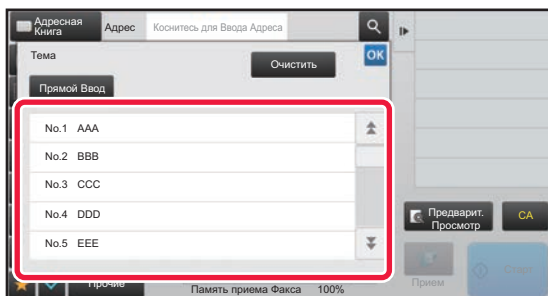 Адресная Книга
Адрес
Коснитесь для Ввода Адреса
Тема
Очистить
OK
Прямой Ввод
No.1 AAA
No.2 BBB
No.3 CCC
No.4 DDD
No.5 EEE
Предварит. Просмотр
CA
Прочие
Память приема Факса 100%
Прием
Старт